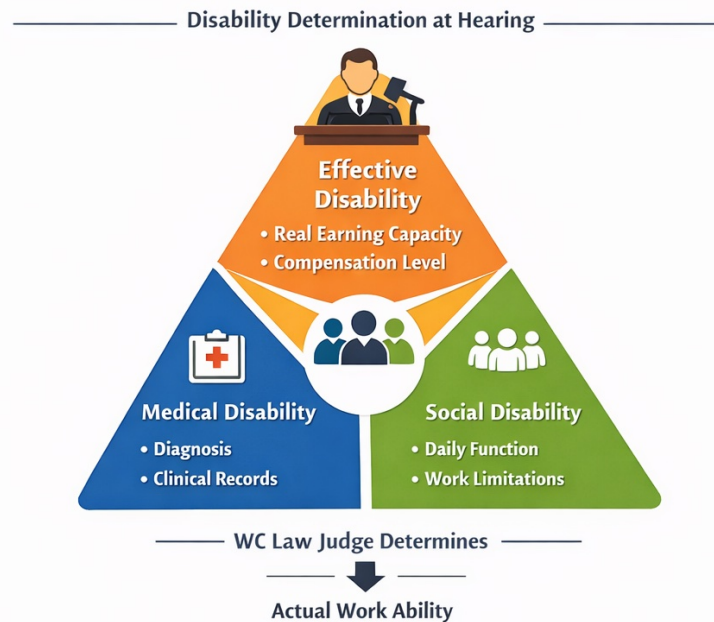 Disability Determination at Hearing
Effective
Disability
• Real Earning Capacity
• Compensation Level
Medical Disability
• Diagnosis
• Clinical Records
Social Disability
• Daily Function
• Work Limitations
WC Law Judge Determines
Actual Work Ability